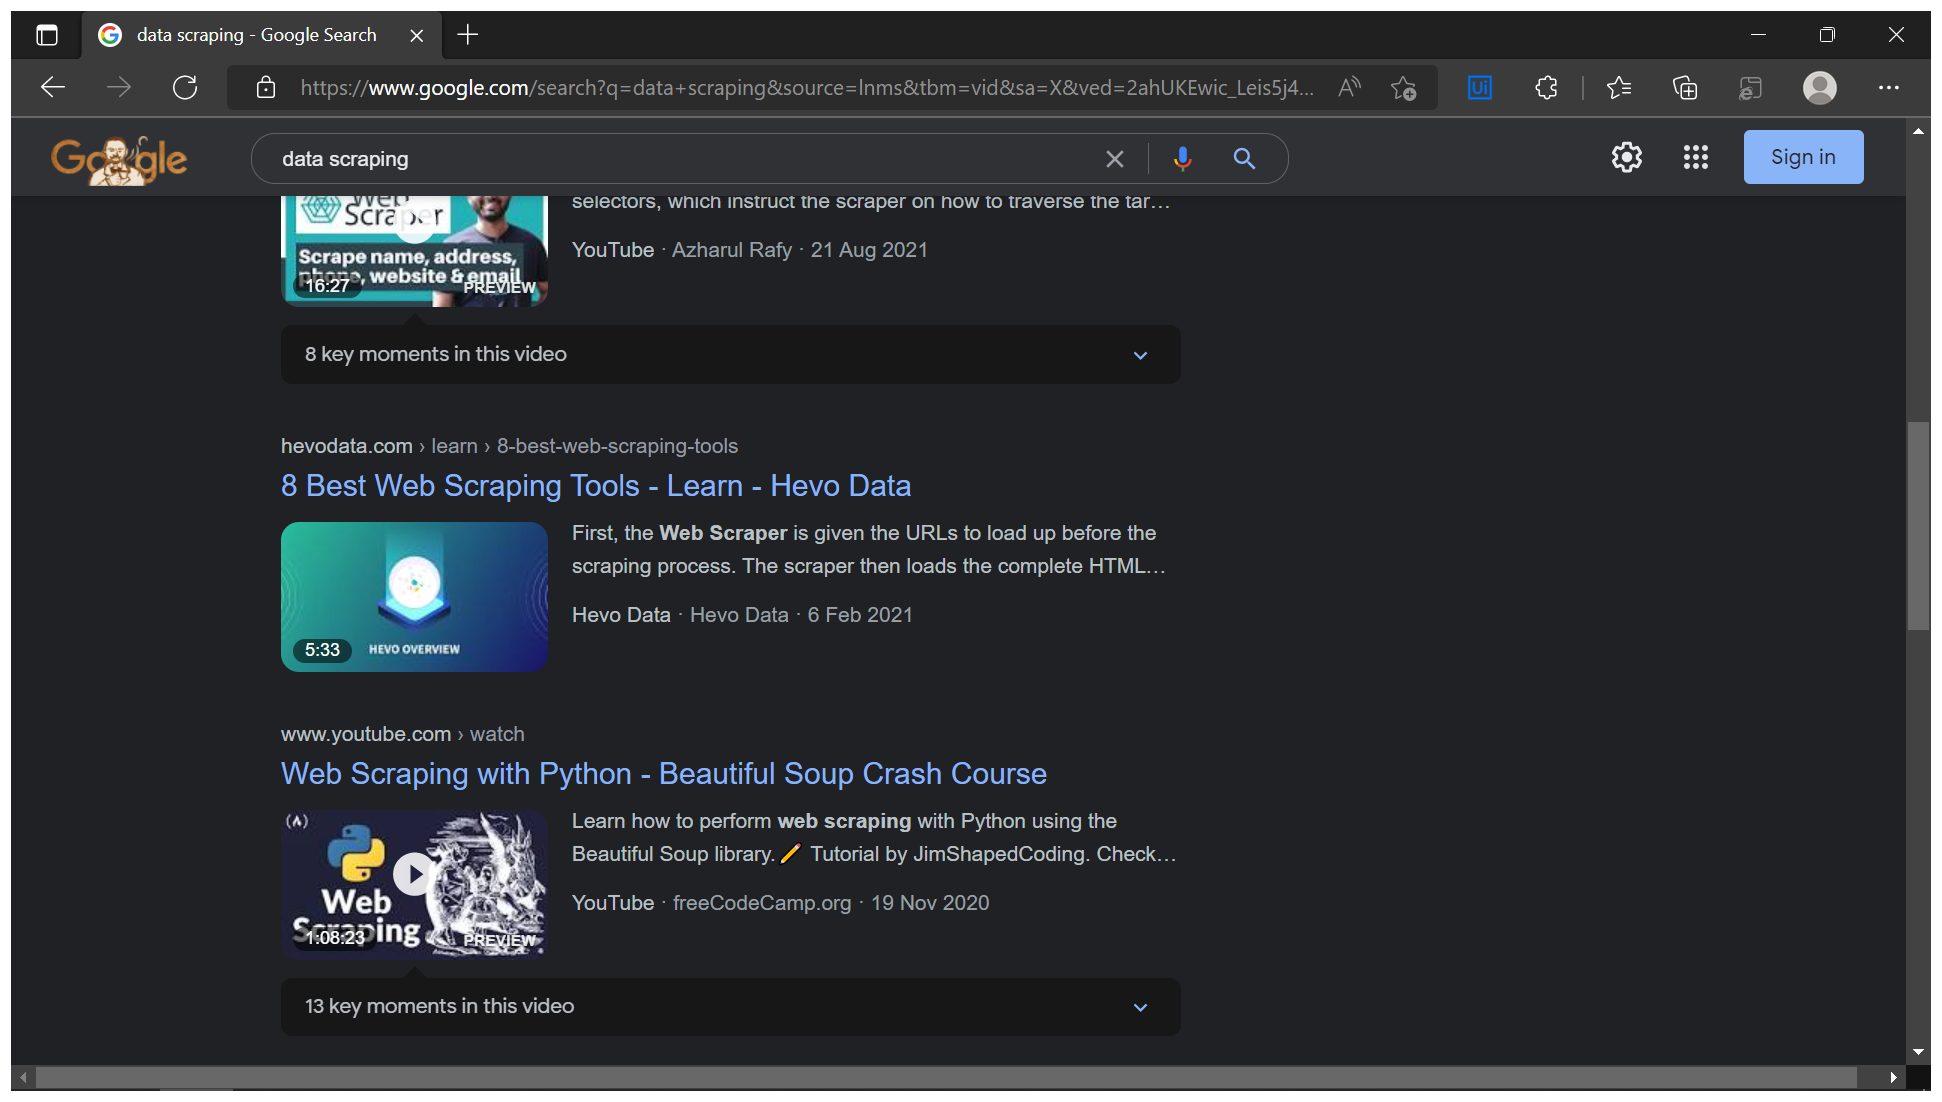 data scraping - Google Search
https://www.google.com/search?q=data+scraping&source=lnms&tbm=vid&sa=X&ved=2ahUKEwic_Leis5j4...
Ui
Google
data scraping
Sign in
Web Scraper
selectors, which instruct the scraper on how to traverse the tar...
YouTube · Azharul Rafy · 21 Aug 2021
Scrape name, address,
phone, website & email
16:27
PREVIEW
8 key moments in this video
hevodata.com › learn › 8-best-web-scraping-tools
8 Best Web Scraping Tools - Learn - Hevo Data
First, the Web Scraper is given the URLs to load up before the
scraping process. The scraper then loads the complete HTML...
Hevo Data · Hevo Data · 6 Feb 2021
5:33
HEVO OVERVIEW
www.youtube.com › watch
Web Scraping with Python - Beautiful Soup Crash Course
Learn how to perform web scraping with Python using the
Beautiful Soup library.✏️ Tutorial by JimShapedCoding. Check...
YouTube · freeCodeCamp.org · 19 Nov 2020
Web
Scraping
1:08:23
PREVIEW
13 key moments in this video